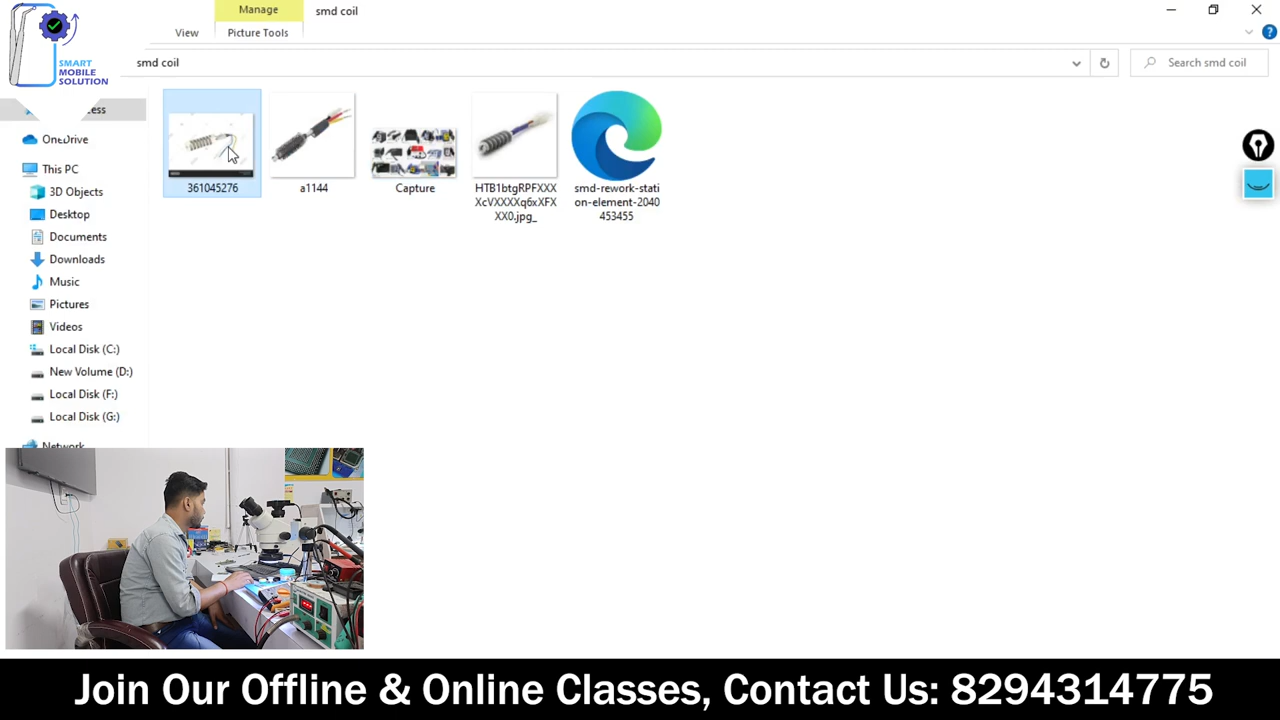 Manage
smd coil
View
Picture Tools
SMART
MOBILE
SOLUTION
smd coil
Search smd coil
ess
OneDrive
This PC
3D Objects
Desktop
Documents
Downloads
Music
Pictures
Videos
Local Disk (C:)
New Volume (D:)
Local Disk (F:)
Local Disk (G:)
Network
361045276
a1144
Capture
HTB1btgRPFXXX
XcVXXXXq6xXFX
XX0.jpg_
smd-rework-stati
on-element-2040
453455
Join Our Offline & Online Classes, Contact Us: 8294314775